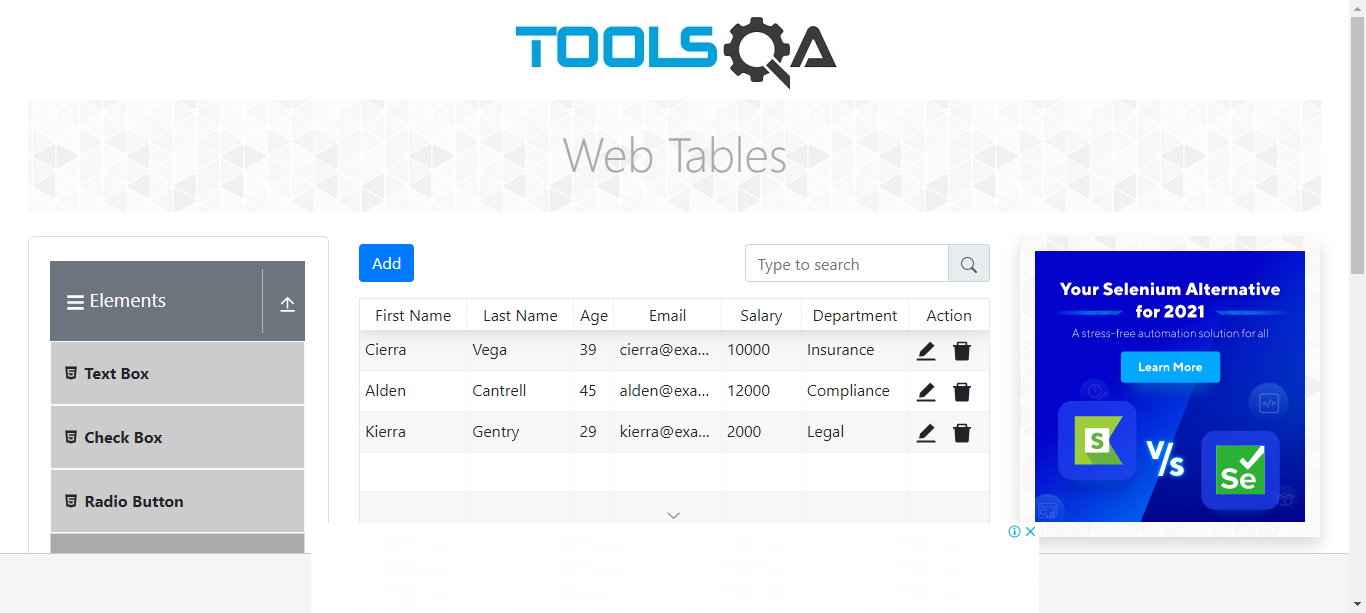 TOOLSQA
Web Tables
Elements
Text Box
Check Box
Radio Button
Add
Type to search
First Name Last Name Age Email Salary Department Action
Cierra Vega 39 cierra@exa... 10000 Insurance
Alden Cantrell 45 alden@exa... 12000 Compliance
Kierra Gentry 29 kierra@exa... 2000 Legal
Your Selenium Alternative
for 2021
A stress-free automation solution for all
Learn More
S
V/s
Se